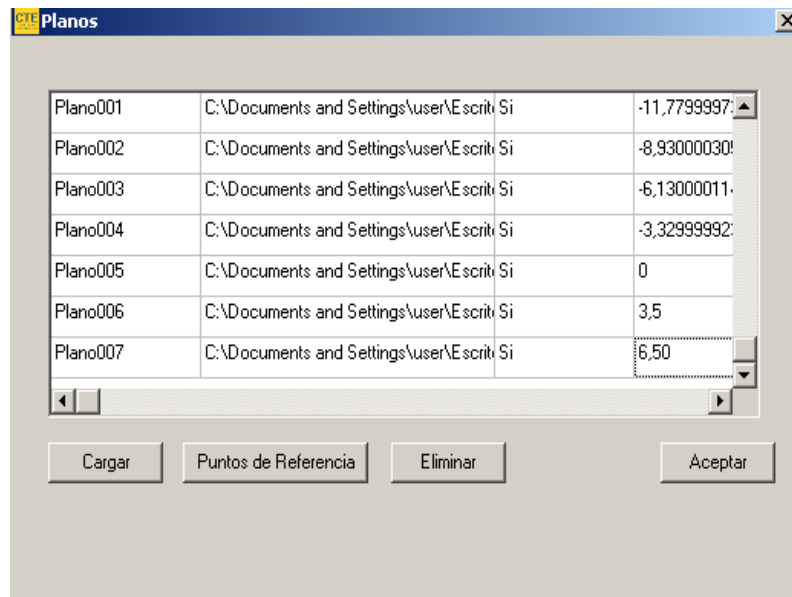 CTE Planos
Plano001 C:\Documents and Settings\user\Escrit Si -11,7799997
Plano002 C:\Documents and Settings\user\Escrit Si -8,93000030
Plano003 C:\Documents and Settings\user\Escrit Si -6,13000011
Plano004 C:\Documents and Settings\user\Escrit Si -3,32999992
Plano005 C:\Documents and Settings\user\Escrit Si 0
Plano006 C:\Documents and Settings\user\Escrit Si 3,5
Plano007 C:\Documents and Settings\user\Escrit Si 6,50
Cargar Puntos de Referencia Eliminar Aceptar